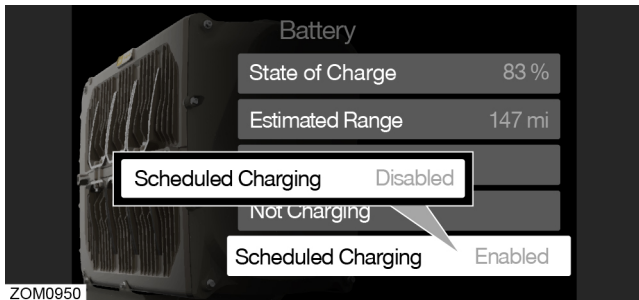 Battery
State of Charge 83 %
Estimated Range 147 mi
Scheduled Charging Disabled
Not Charging
Scheduled Charging Enabled
ZOM0950